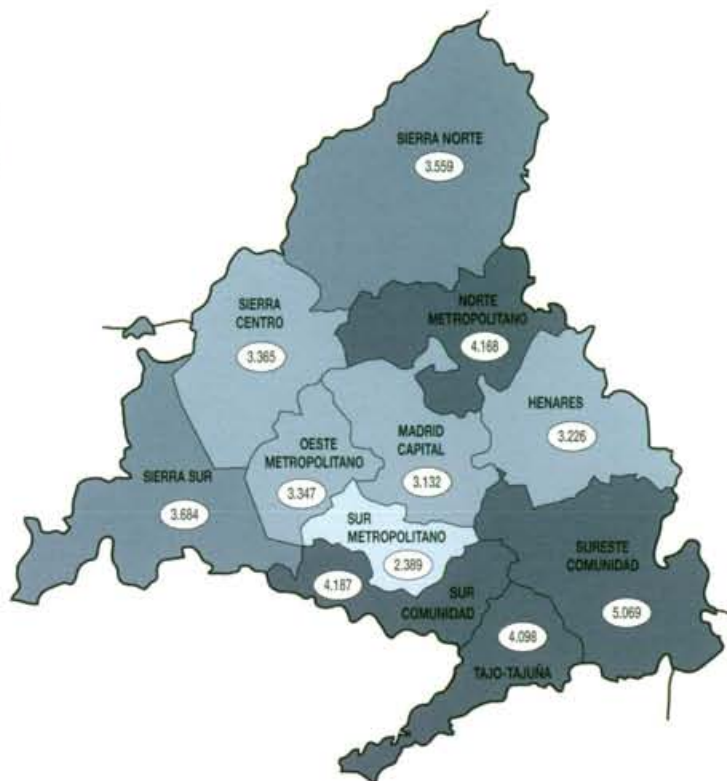 SIERRA NORTE
3.559
NORTE
METROPOLITANO
4.168
SIERRA
CENTRO
3.365
HENARES
3.226
OESTE
METROPOLITANO
3.347
MADRID
CAPITAL
3.132
SIERRA SUR
3.684
SUR
METROPOLITANO
2.389
SURESTE
COMUNIDAD
5.069
4.187
SUR
COMUNIDAD
4.098
TAJO-TAJUÑA